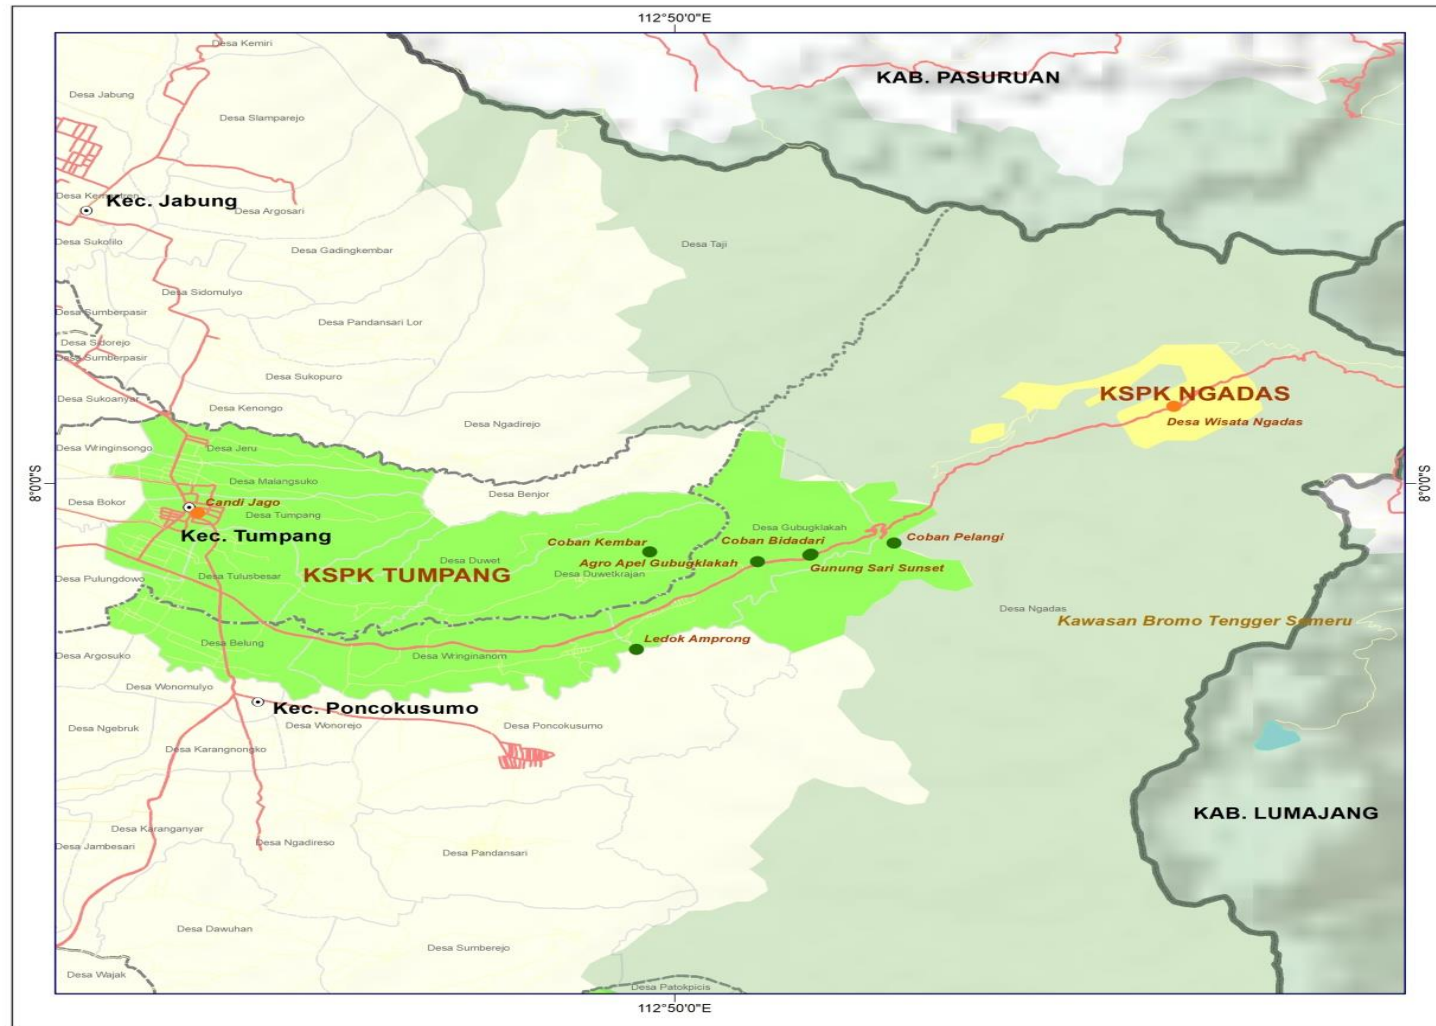 112°50'0"E
Desa Kemiri
KAB. PASURUAN
Desa Jabung
Desa Slamparejo
Kec. Jabung
Desa Argosari
Desa Sukolilo
Desa Gadingkembar
Desa Taji
Desa Sidomulyo
Desa Sumberpasir
Desa Pandansari Lor
Desa Sidorejo
Desa Sumberpasir
Desa Sukopuro
Desa Sukoanyar
Desa Kenongo
KSPK NGADAS
Desa Wisata Ngadas
Desa Ngadirejo
Desa Wringinsongo
Desa Jeru
8°0'0"S
8°0'0"S
Desa Malangsuko
Desa Benjor
Desa Bokor
Candi Jago
Desa Tumpang
Desa Gubugklakah
Kec. Tumpang
Coban Kembar
Coban Bidadari
Coban Pelangi
Desa Duwet
Agro Apel Gubugklakah
Gunung Sari Sunset
Desa Pulungdowo
Desa Tulusbesar
KSPK TUMPANG
Desa Duwetkrajan
Desa Ngadas
Kawasan Bromo Tengger Semeru
Desa Belung
Ledok Amprong
Desa Argosuko
Desa Wringinanom
Desa Wonomulyo
Kec. Poncokusumo
Desa Ngebruk
Desa Wonorejo
Desa Poncokusumo
Desa Karangnongko
KAB. LUMAJANG
Desa Karanganyar
Desa Jambesari
Desa Ngadireso
Desa Pandansari
Desa Dawuhan
Desa Sumberejo
Desa Wajak
Desa Patokpicis
112°50'0"E